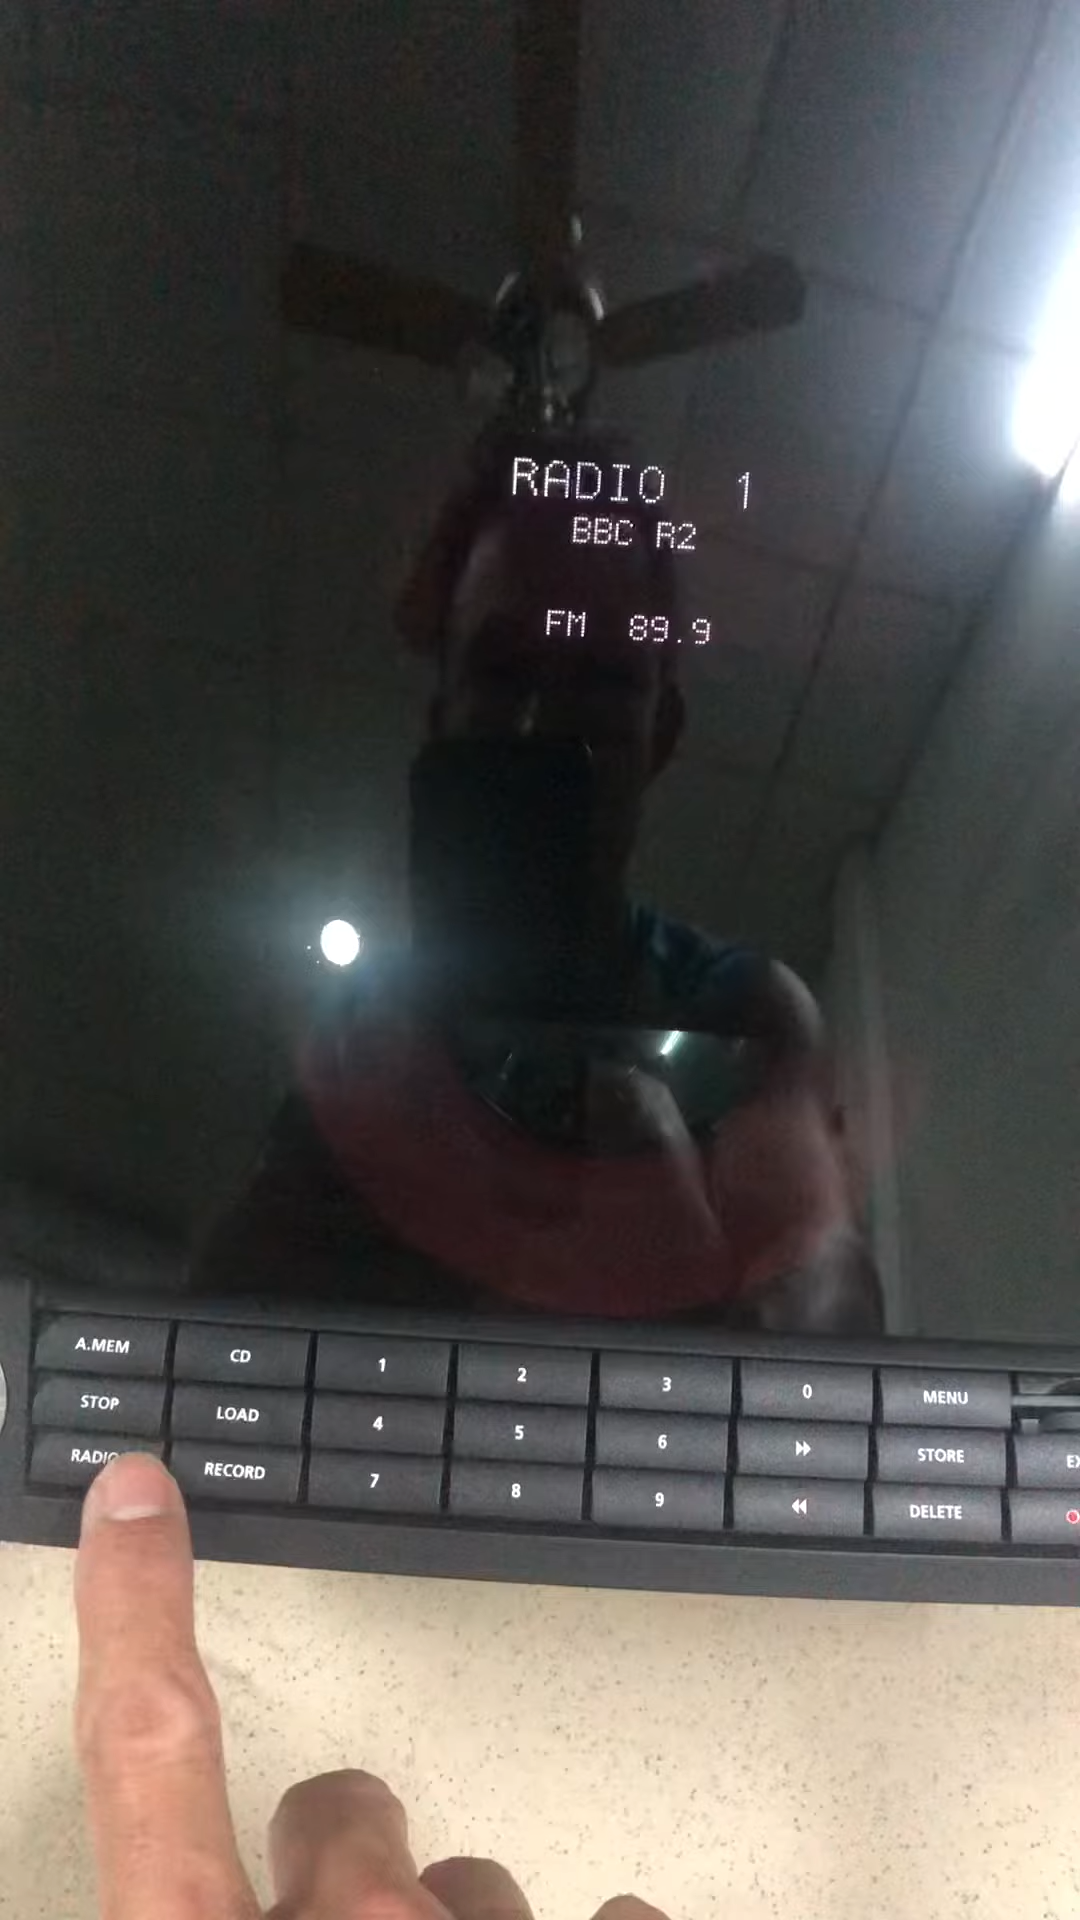 RADIO 1
BBC R2
FM 89.9
A.MEM CD 1 2 3 0 MENU
STOP LOAD 4 5 6 STORE
RADIO RECORD 7 8 9 DELETE